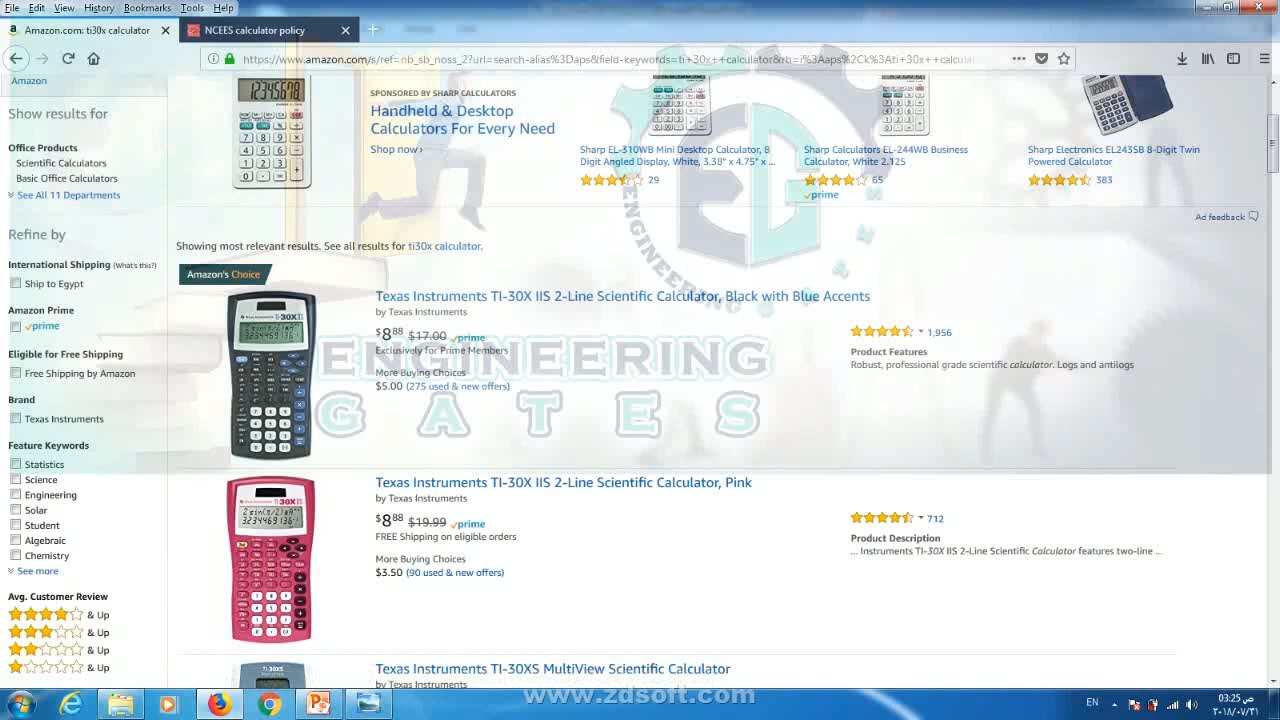 File Edit View History Bookmarks Tools Help
Amazon.com: ti30x calculator
NCEES calculator policy
Amazon
Show results for
Office Products
Scientific Calculators
Basic Office Calculators
See All 11 Departments
Refine by
International Shipping (What's this?)
Ship to Egypt
Amazon Prime
prime
Eligible for Free Shipping
Free Shipping by Amazon
Brand
Texas Instruments
Feature Keywords
Statistics
Science
Engineering
Solar
Student
Algebraic
Chemistry
See more
Avg. Customer Review
& Up
& Up
& Up
& Up
SPONSORED BY SHARP CALCULATORS
Handheld & Desktop
Calculators For Every Need
Shop now ›
Sharp EL-310WB Mini Desktop Calculator, 8
Digit Angled Display, White, 3.38" x 4.75" x ...
29
Sharp Calculators EL-244WB Business
Calculator, White 2.125
65
prime
Sharp Electronics EL243SB 8-Digit Twin
Powered Calculator
383
Ad feedback
Showing most relevant results. See all results for ti30x calculator.
Amazon's Choice
Texas Instruments TI-30X IIS 2-Line Scientific Calculator, Black with Blue Accents
by Texas Instruments
$8 88 $17.00 prime
Exclusively for Prime Members
More Buying Choices
$5.00 (275 used & new offers)
1,956
Product Features
Robust, professional grade scientific calculator. Logs and antilogs
ENGINEERING
GATES
Texas Instruments TI-30X IIS 2-Line Scientific Calculator, Pink
by Texas Instruments
$8 88 $19.99 prime
FREE Shipping on eligible orders
More Buying Choices
$3.50 (90 used & new offers)
712
Product Description
... Instruments TI-30X IIS 2-Line Scientific Calculator features two-line ...
Texas Instruments TI-30XS MultiView Scientific Calculator
by Texas Instruments
www.zdsoft.com
EN
03:25 ص
٢٠١٨/٠٧/٣١